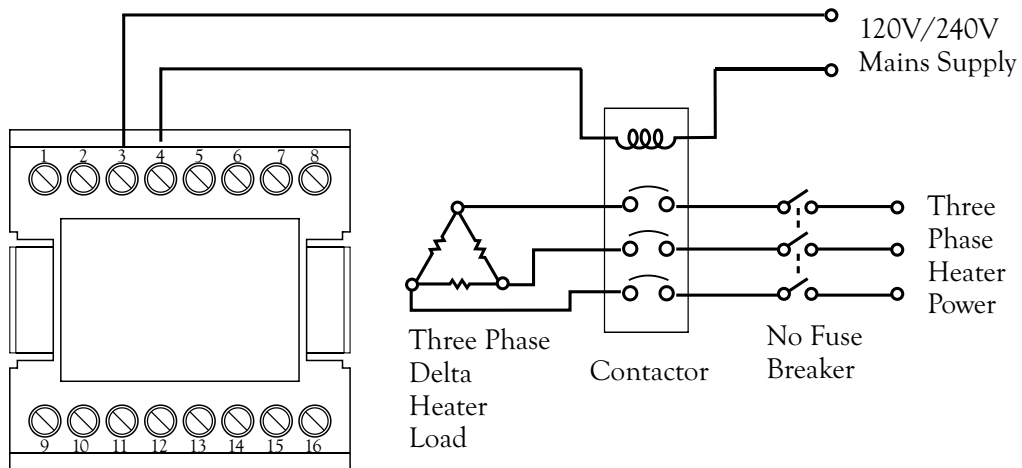 120V/240V
Mains Supply
1 2 3 4 5 6 7 8
Three
Phase
Heater
Power
Three Phase
Delta
Heater
Load
Contactor
No Fuse
Breaker
9 10 11 12 13 14 15 16